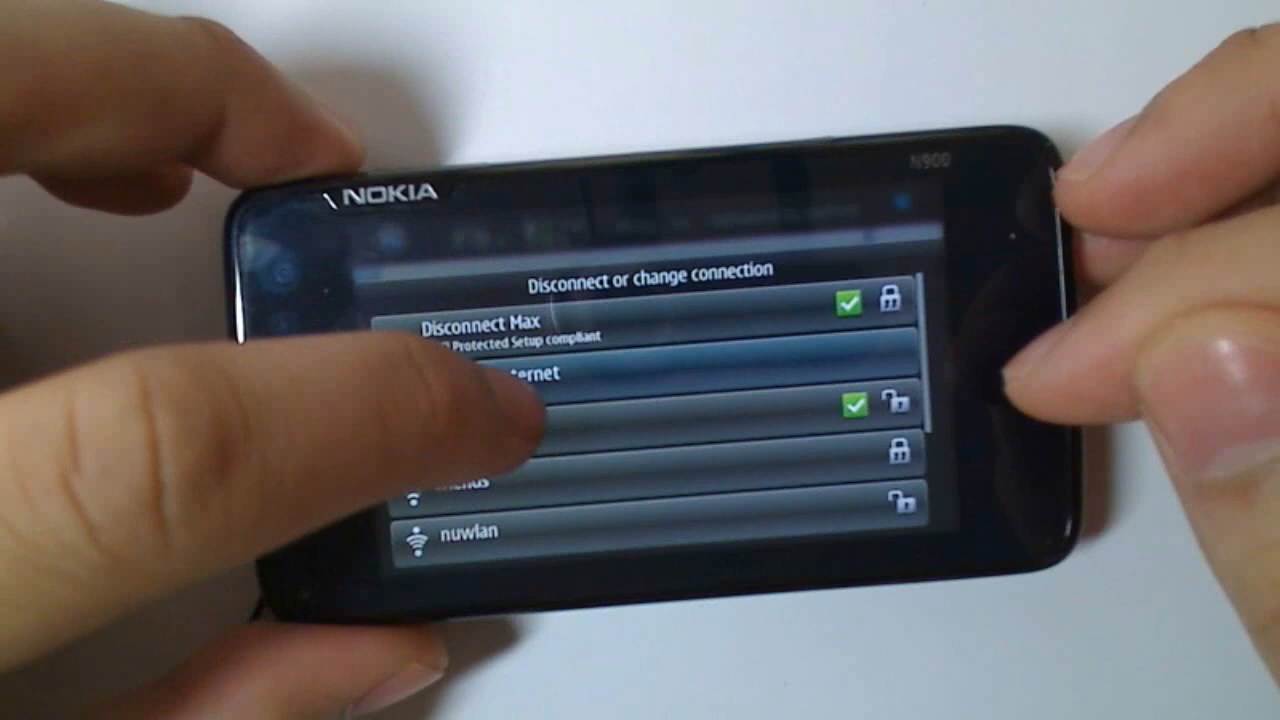 NOKIA
N900
Disconnect or change connection
Disconnect Max
Protected Setup compliant
nuwlan